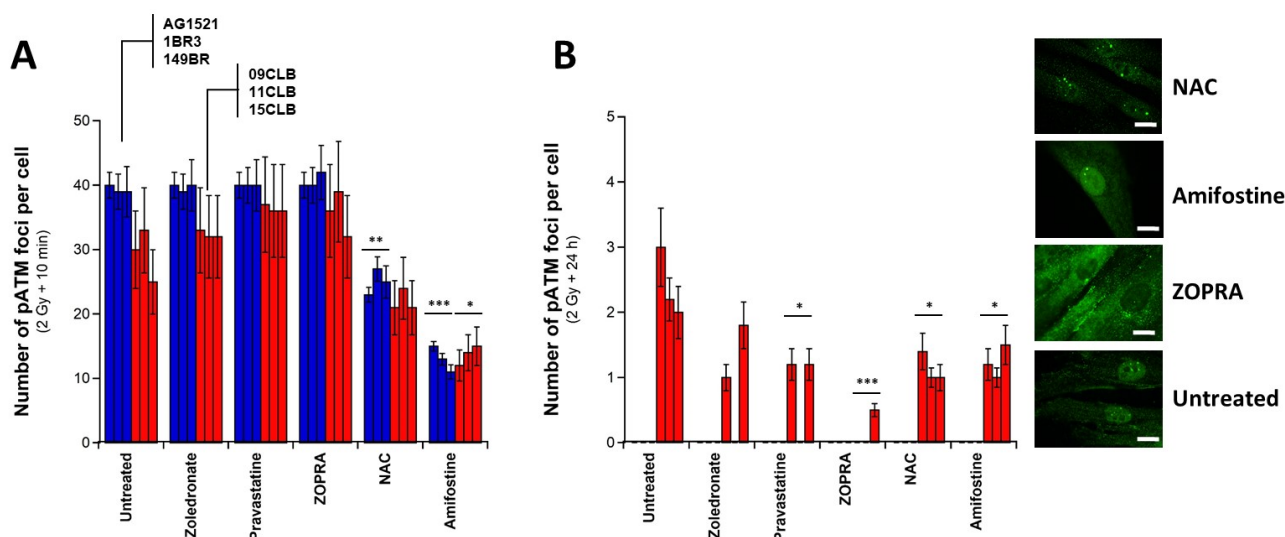 A
AG1521
1BR3
149BR
09CLB
11CLB
15CLB
Number of pATM foci per cell
(2 Gy + 10 min)
50
40
30
20
10
0
**
***
*
Untreated
Zoledronate
Pravastatine
ZOPRA
NAC
Amifostine
B
Number of pATM foci per cell
(2 Gy + 24 h)
5
4
3
2
1
0
*
***
*
*
Untreated
Zoledronate
Pravastatine
ZOPRA
NAC
Amifostine
NAC
Amifostine
ZOPRA
Untreated